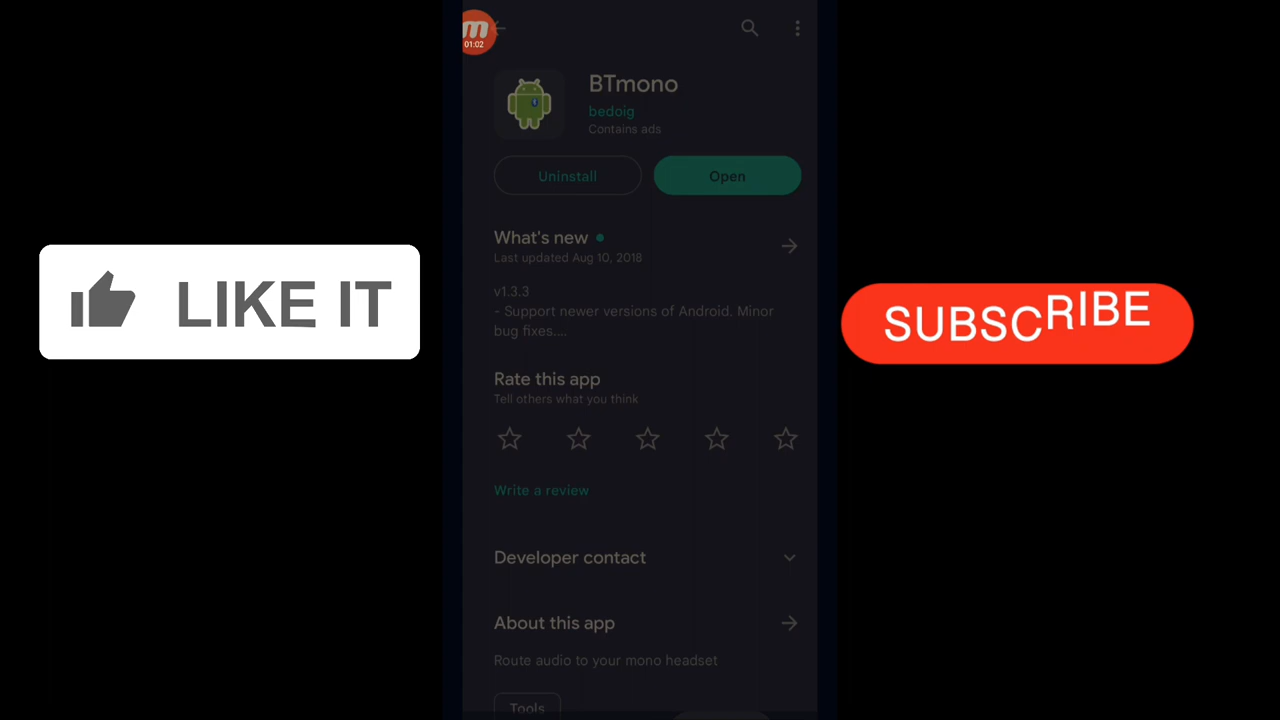 m
01:02
BTmono
bedoig
Contains ads
Uninstall
Open
What's new
Last updated Aug 10, 2018
v1.3.3
- Support newer versions of Android. Minor
bug fixes....
Rate this app
Tell others what you think
Write a review
Developer contact
About this app
Route audio to your mono headset
Tools
LIKE IT
SUBSCRIBE